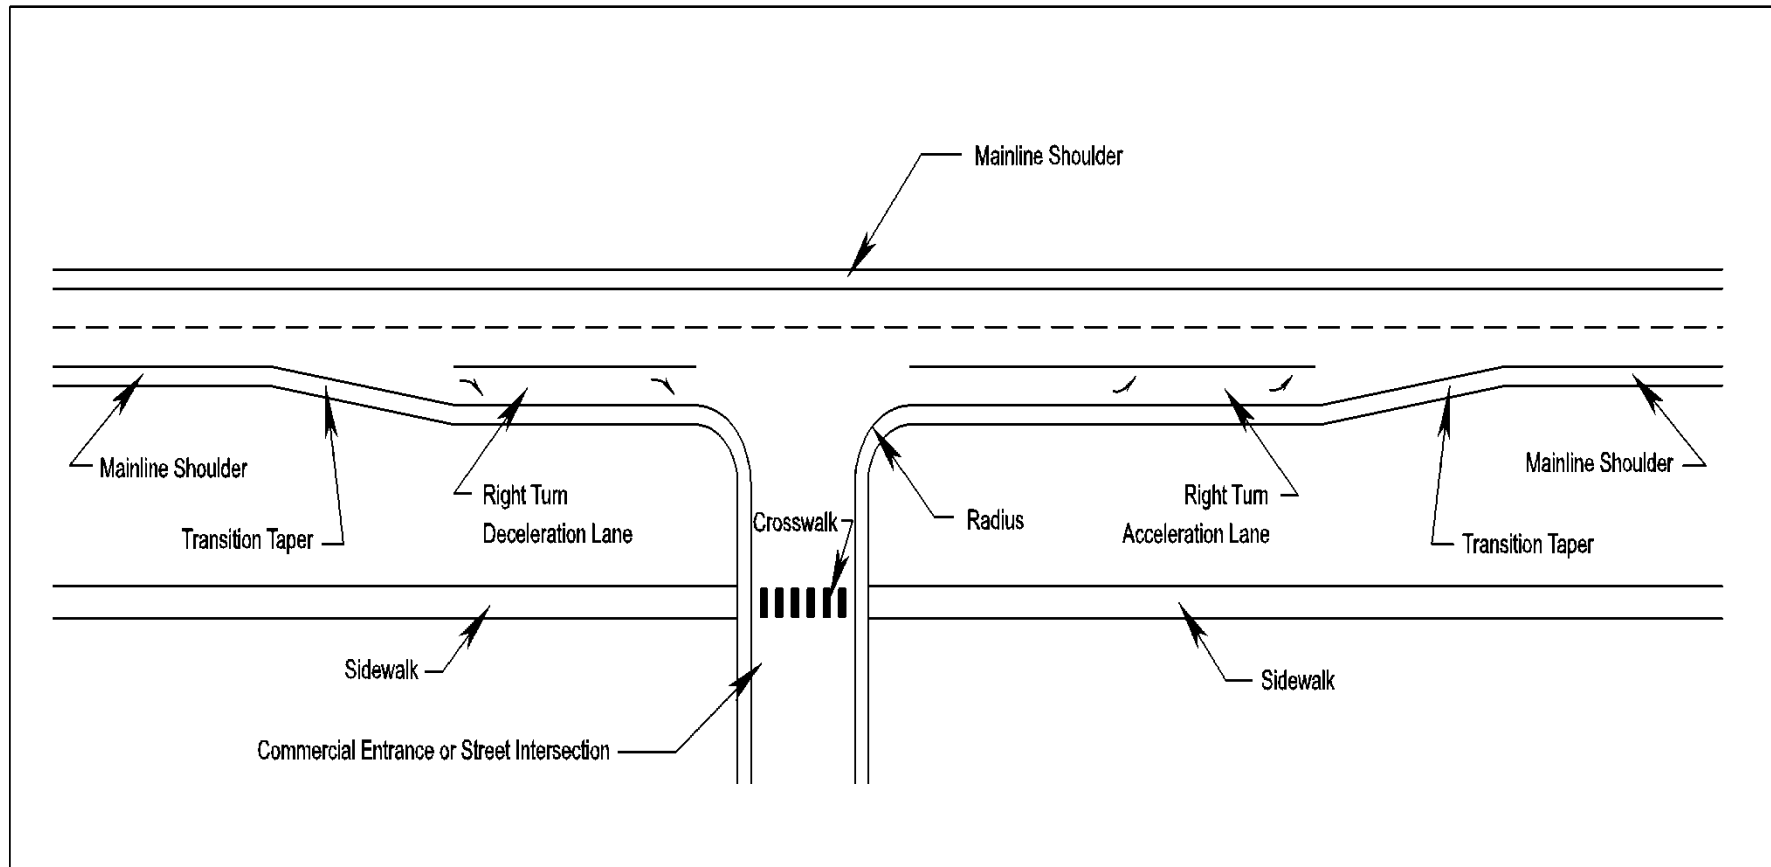 Mainline Shoulder
Mainline Shoulder
Mainline Shoulder
Right Turn
Deceleration Lane
Right Turn
Acceleration Lane
Crosswalk
Radius
Transition Taper
Transition Taper
Sidewalk
Sidewalk
Commercial Entrance or Street Intersection